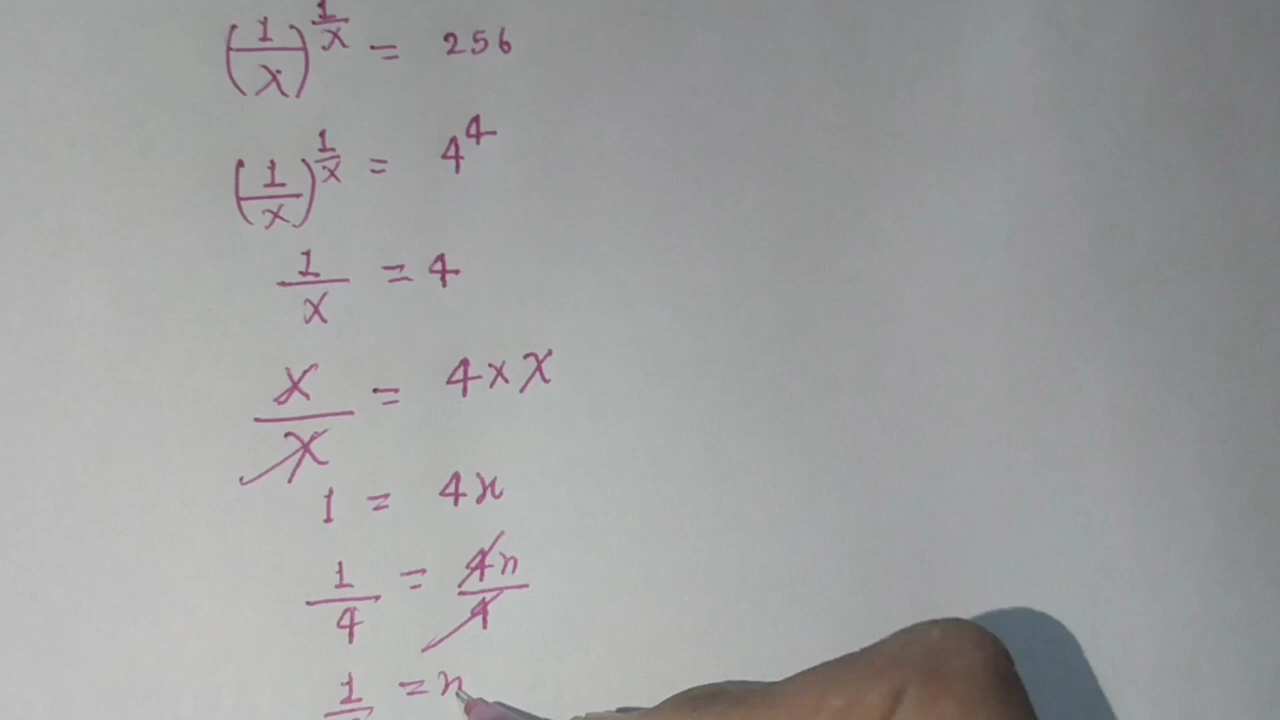 (1/x)^(1/x) = 256
(1/x)^(1/x) = 4^4
1/x = 4
x/x = 4 × x
1 = 4x
1/4 = 4x/4
1 = x